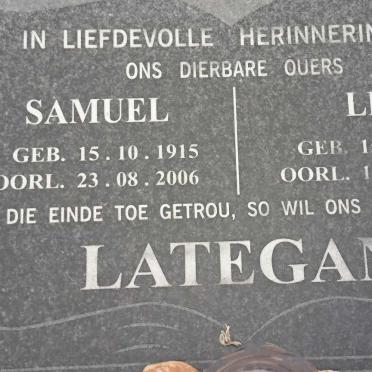 IN LIEFDEVOLLE HERINNERIN
ONS DIERBARE OUERS
SAMUEL
GEB. 15.10.1915
OORL. 23.08.2006
GEB.
OORL.
DIE EINDE TOE GETROU, SO WIL ONS
LATEGAN